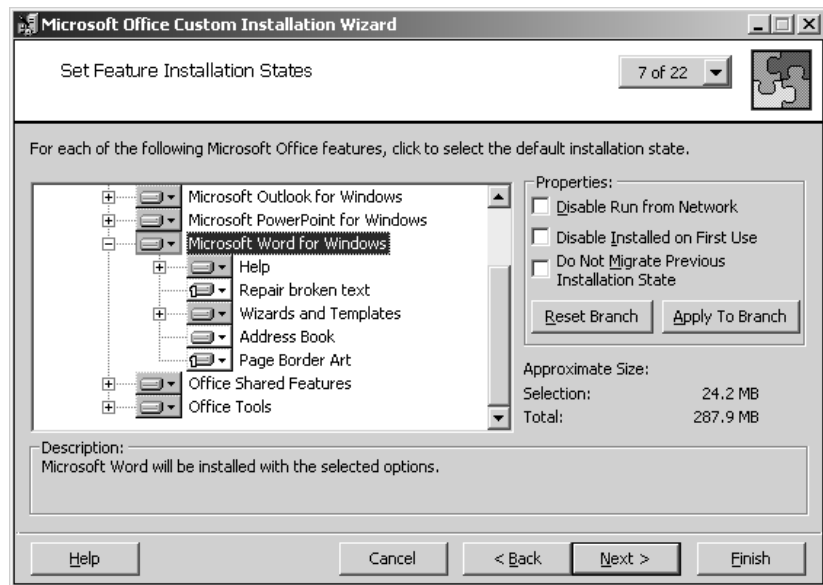 Microsoft Office Custom Installation Wizard
Set Feature Installation States
7 of 22
For each of the following Microsoft Office features, click to select the default installation state.
Microsoft Outlook for Windows
Microsoft PowerPoint for Windows
Microsoft Word for Windows
Help
Repair broken text
Wizards and Templates
Address Book
Page Border Art
Office Shared Features
Office Tools
Properties:
Disable Run from Network
Disable Installed on First Use
Do Not Migrate Previous
Installation State
Reset Branch
Apply To Branch
Approximate Size:
Selection: 24.2 MB
Total: 287.9 MB
Description:
Microsoft Word will be installed with the selected options.
Help
Cancel
< Back
Next >
Finish